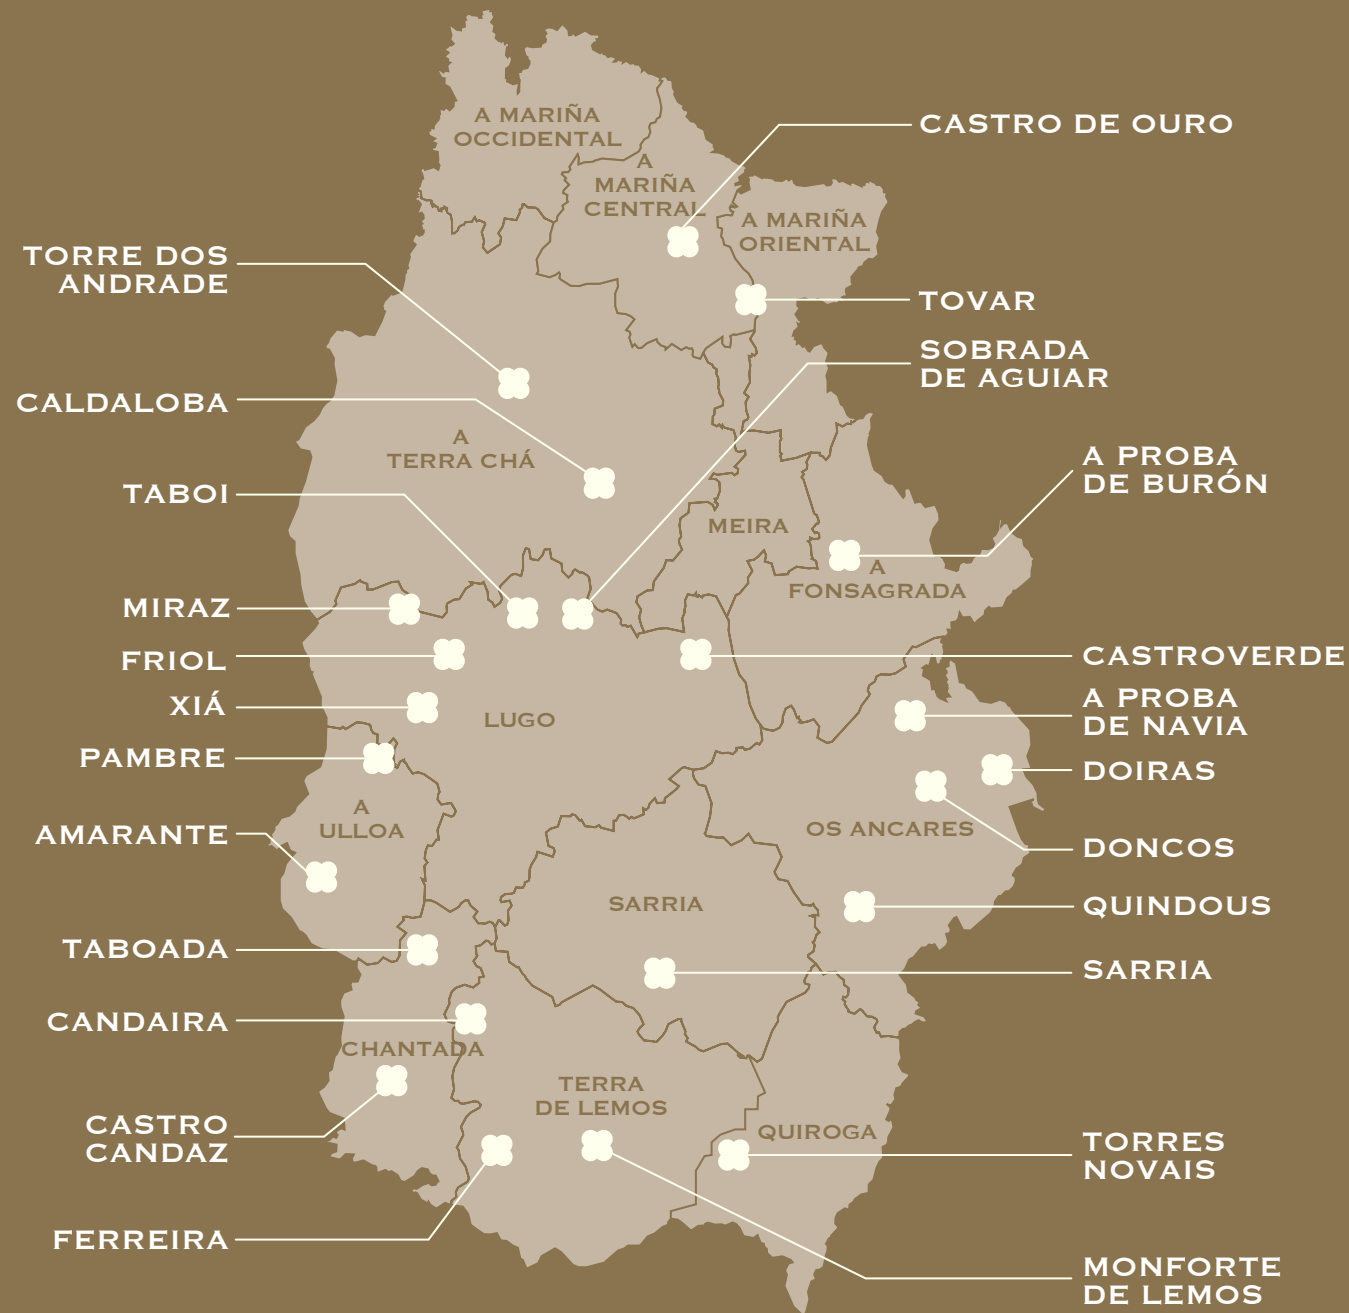 A MARIÑA
OCCIDENTAL
A
MARIÑA
CENTRAL
A MARIÑA
ORIENTAL
A
TERRA CHÁ
MEIRA
A
FONSAGRADA
LUGO
A
ULLOA
OS ANCARES
SARRIA
CHANTADA
TERRA
DE LEMOS
QUIROGA
TORRE DOS
ANDRADE
CALDALOBA
TABOI
MIRAZ
FRIOL
XIÁ
PAMBRE
AMARANTE
TABOADA
CANDAIRA
CASTRO
CANDAZ
FERREIRA
CASTRO DE OURO
TOVAR
SOBRADA
DE AGUIAR
A PROBA
DE BURÓN
CASTROVERDE
A PROBA
DE NAVIA
DOIRAS
DONCOS
QUINDOUS
SARRIA
TORRES
NOVAIS
MONFORTE
DE LEMOS